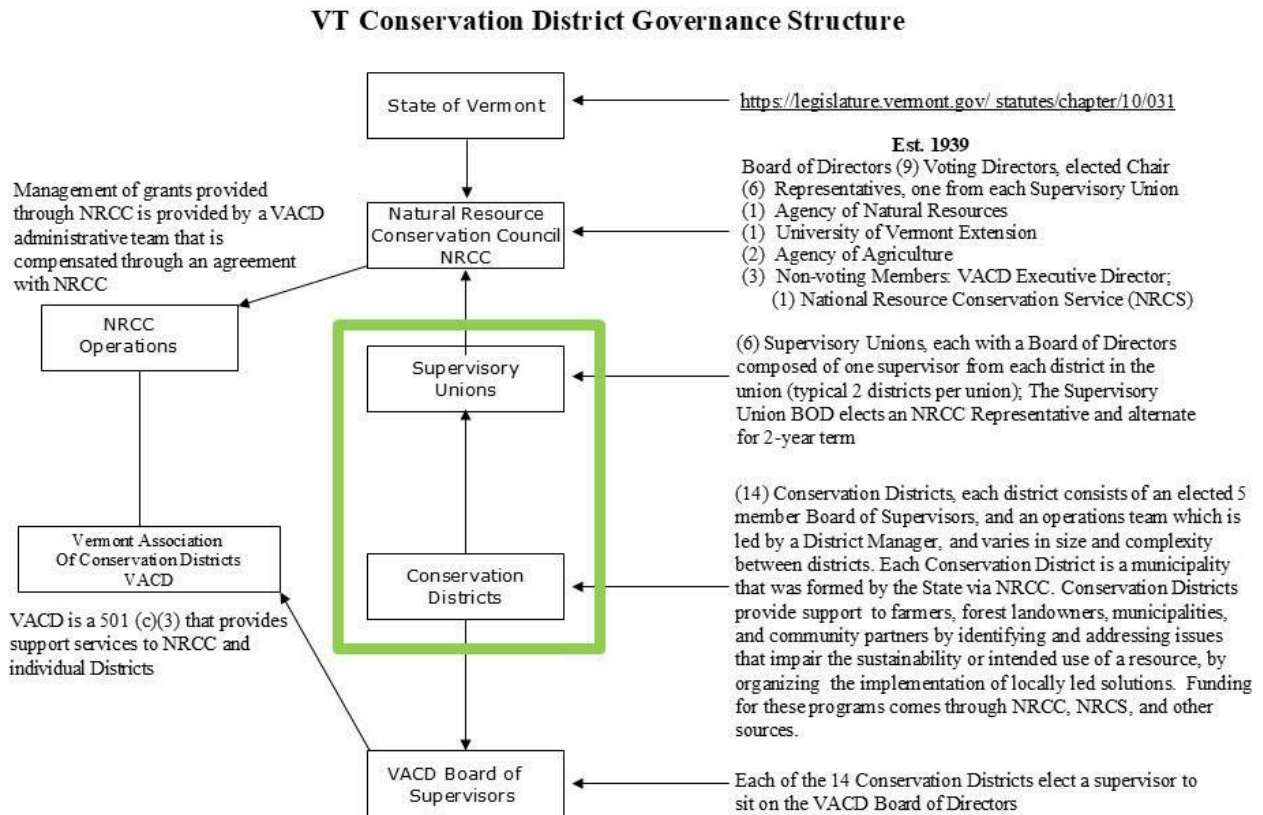 VT Conservation District Governance Structure
State of Vermont
https://legislature.vermont.gov/ statutes/chapter/10/031
Est. 1939
Board of Directors (9) Voting Directors, elected Chair
(6) Representatives, one from each Supervisory Union
(1) Agency of Natural Resources
(1) University of Vermont Extension
(2) Agency of Agriculture
(3) Non-voting Members: VACD Executive Director;
(1) National Resource Conservation Service (NRCS)
Management of grants provided
through NRCC is provided by a VACD
administrative team that is
compensated through an agreement
with NRCC
Natural Resource
Conservation Council
NRCC
NRCC
Operations
Supervisory
Unions
(6) Supervisory Unions, each with a Board of Directors
composed of one supervisor from each district in the
union (typical 2 districts per union); The Supervisory
Union BOD elects an NRCC Representative and alternate
for 2-year term
Vermont Association
Of Conservation Districts
VACD
VACD is a 501 (c)(3) that provides
support services to NRCC and
individual Districts
Conservation
Districts
(14) Conservation Districts, each district consists of an elected 5
member Board of Supervisors, and an operations team which is
led by a District Manager, and varies in size and complexity
between districts. Each Conservation District is a municipality
that was formed by the State via NRCC. Conservation Districts
provide support to farmers, forest landowners, municipalities,
and community partners by identifying and addressing issues
that impair the sustainability or intended use of a resource, by
organizing the implementation of locally led solutions. Funding
for these programs comes through NRCC, NRCS, and other
sources.
VACD Board of
Supervisors
Each of the 14 Conservation Districts elect a supervisor to
sit on the VACD Board of Directors